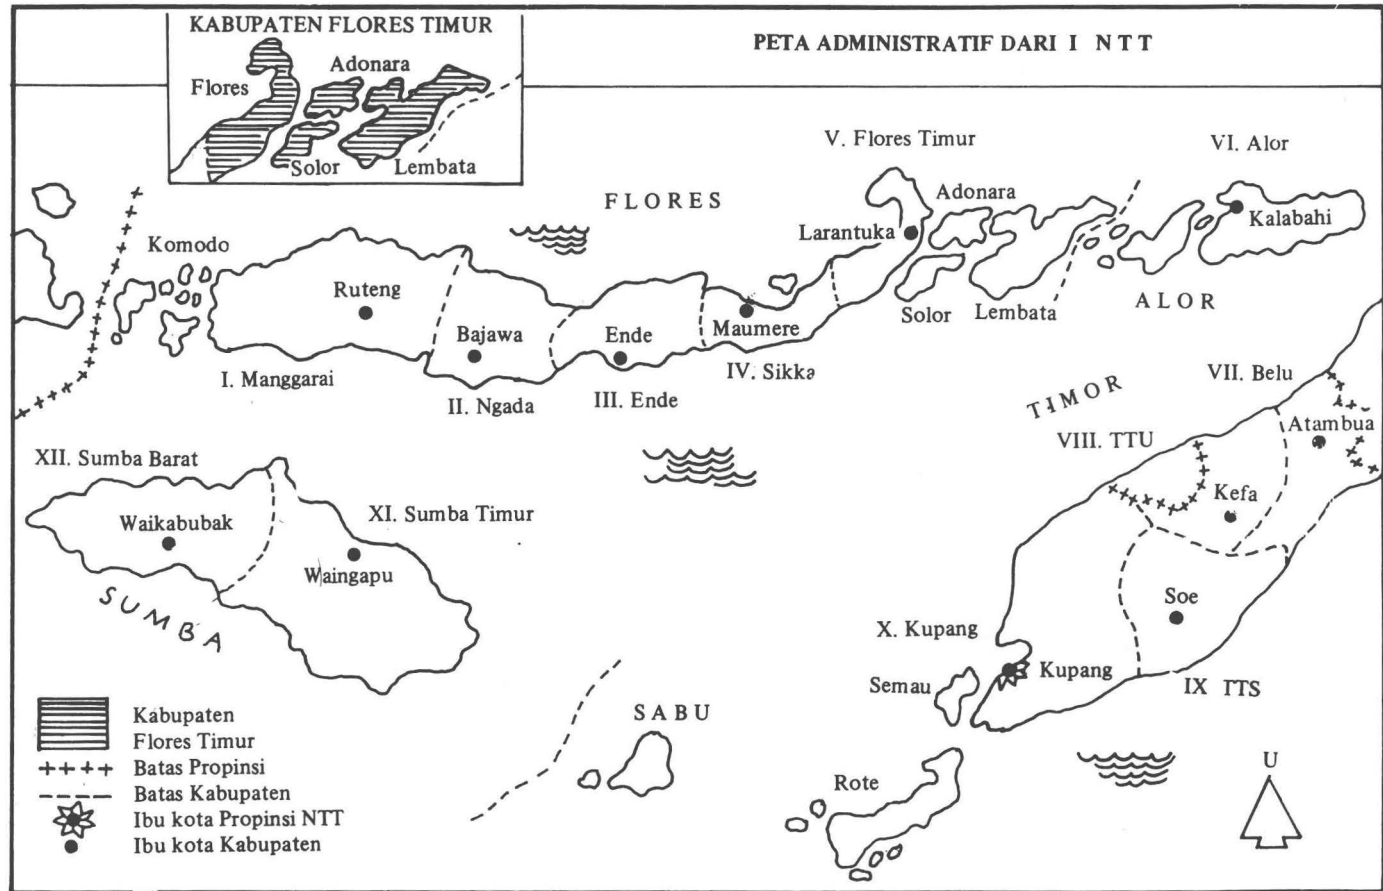 KABUPATEN FLORES TIMUR
Adonara
Flores
Solor
Lembata
PETA ADMINISTRATIF DARI I NTT
V. Flores Timur
VI. Alor
FLORES
Adonara
Komodo
Larantuka
Kalabahi
Ruteng
Solor
Lembata
ALOR
Bajawa
Ende
Maumere
I. Manggarai
II. Ngada
III. Ende
IV. Sikka
VII. Belu
TIMOR
VIII. TTU
Atambua
XII. Sumba Barat
Kefa
Waikabubak
XI. Sumba Timur
Waingapu
SUMBA
Soe
X. Kupang
Kupang
Semau
IX TTS
SABU
Rote
U
Kabupaten
Flores Timur
Batas Propinsi
Batas Kabupaten
Ibu kota Propinsi NTT
Ibu kota Kabupaten